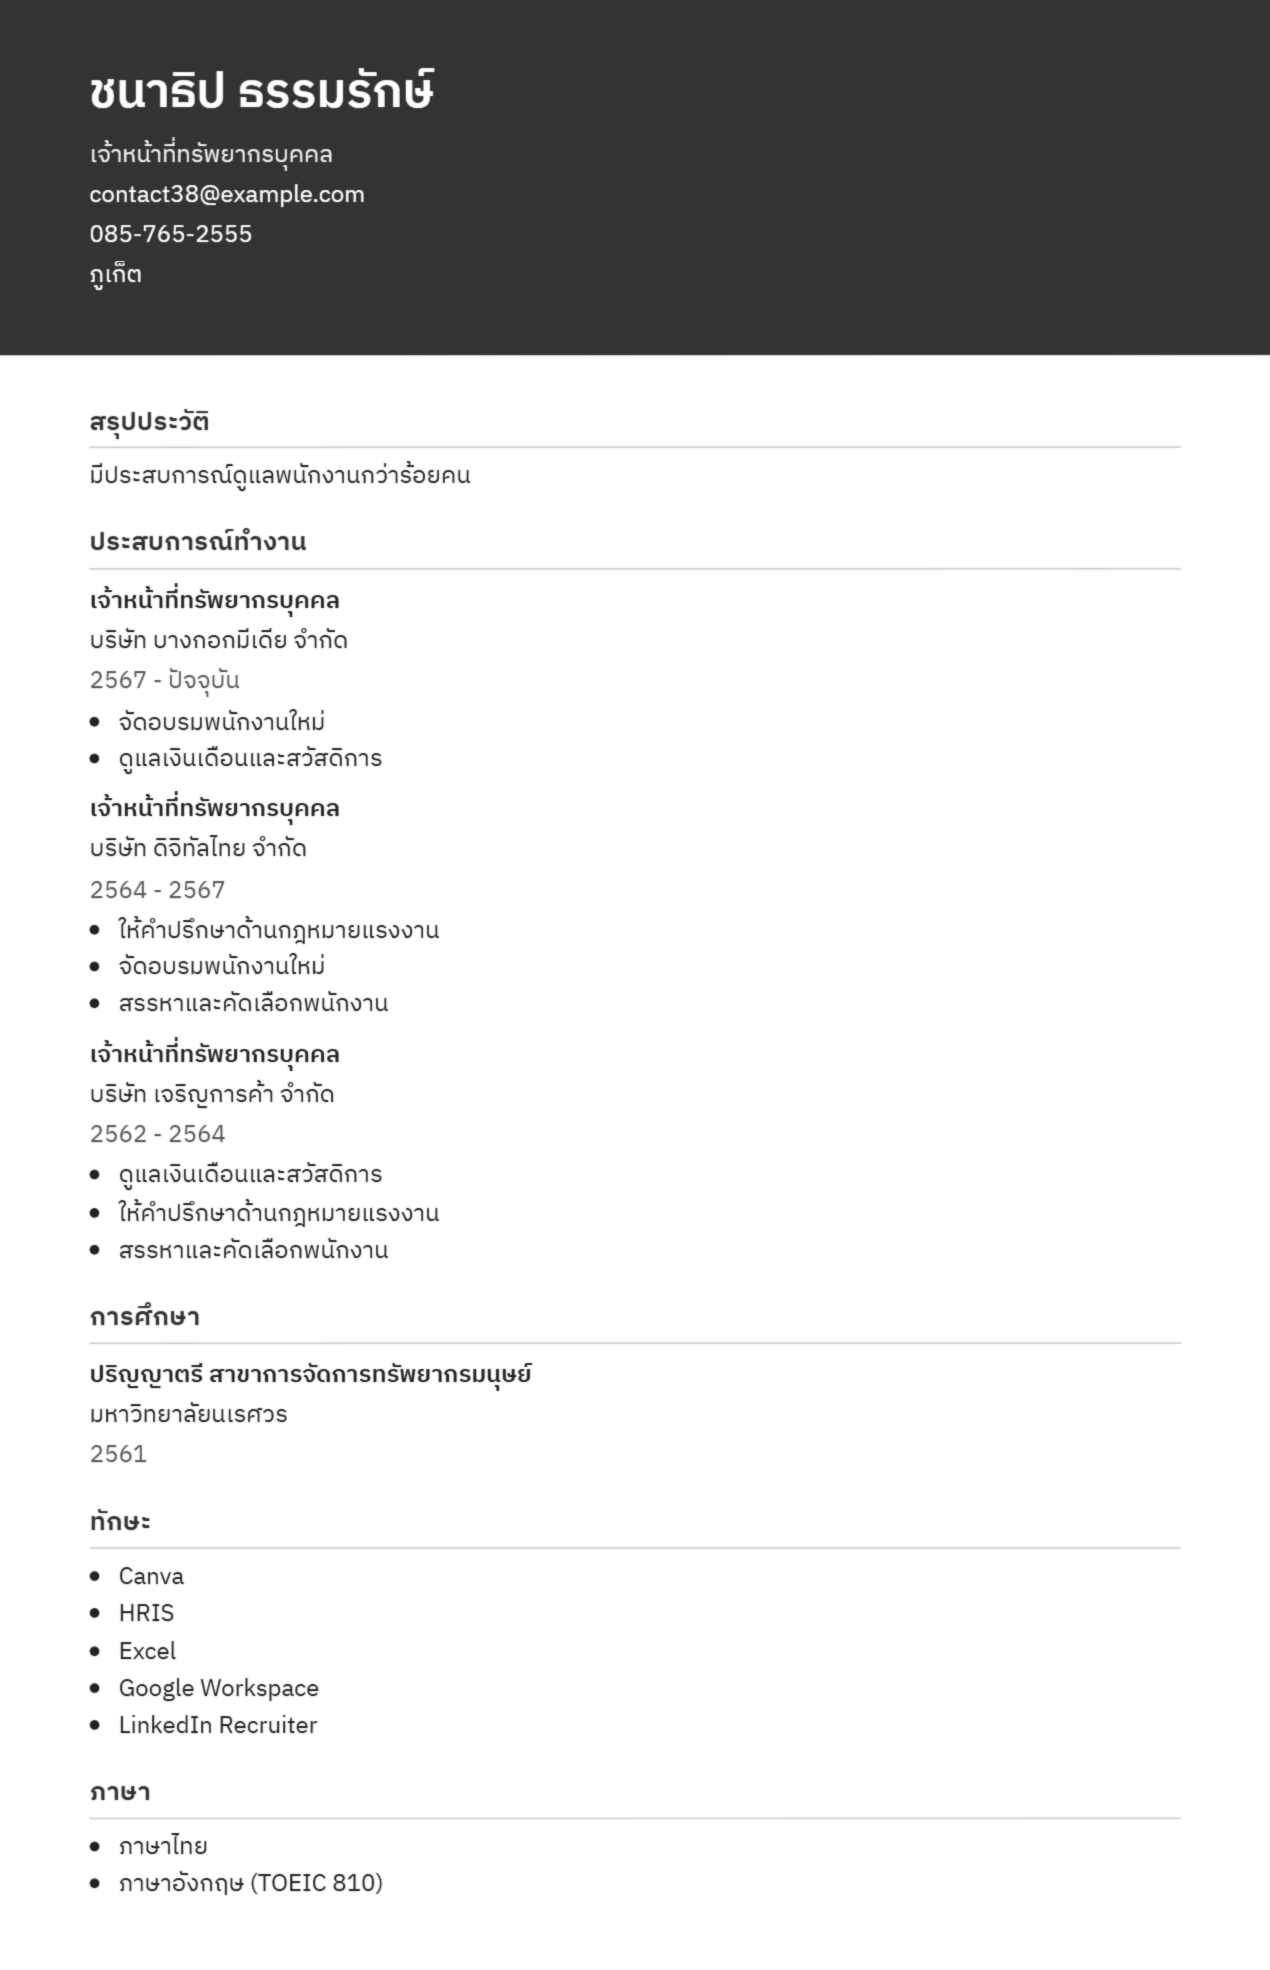 ชนาธิป ธรรมรักษ์
เจ้าหน้าที่ทรัพยากรบุคคล
contact38@example.com
085-765-2555
ภูเก็ต
สรุปประวัติ
มีประสบการณ์ดูแลพนักงานกว่าร้อยคน
ประสบการณ์ทำงาน
เจ้าหน้าที่ทรัพยากรบุคคล
บริษัท บางกอกมีเดีย จำกัด
2567 - ปัจจุบัน
• จัดอบรมพนักงานใหม่
• ดูแลเงินเดือนและสวัสดิการ
เจ้าหน้าที่ทรัพยากรบุคคล
บริษัท ดิจิทัลไทย จำกัด
2564 - 2567
• ให้คำปรึกษาด้านกฎหมายแรงงาน
• จัดอบรมพนักงานใหม่
• สรรหาและคัดเลือกพนักงาน
เจ้าหน้าที่ทรัพยากรบุคคล
บริษัท เจริญการค้า จำกัด
2562 - 2564
• ดูแลเงินเดือนและสวัสดิการ
• ให้คำปรึกษาด้านกฎหมายแรงงาน
• สรรหาและคัดเลือกพนักงาน
การศึกษา
ปริญญาตรี สาขาการจัดการทรัพยากรมนุษย์
มหาวิทยาลัยนเรศวร
2561
ทักษะ
• Canva
• HRIS
• Excel
• Google Workspace
• LinkedIn Recruiter
ภาษา
• ภาษาไทย
• ภาษาอังกฤษ (TOEIC 810)